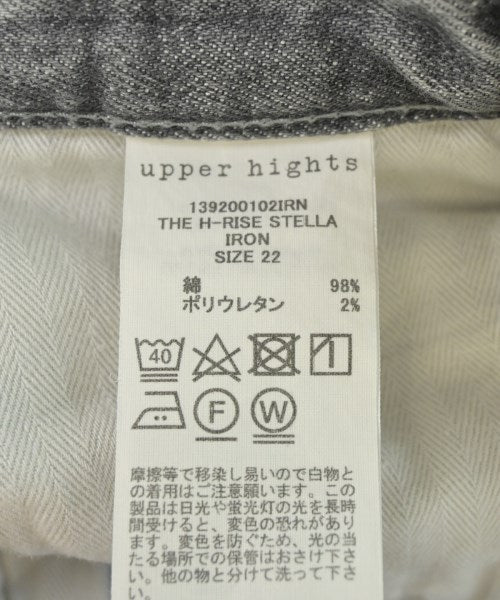 upper hights
139200102IRN
THE H-RISE STELLA
IRON
SIZE 22
綿 98%
ポリウレタン 2%
40
F W
摩擦等で移染し易いので白物と
の着用はご注意願います。この
製品は日光や蛍光灯の光を長時
間受けると、変色の恐れがあり
ます。変色を防ぐため、光の当
たる場所での保管はおさけ下さ
い。他の物と分けて洗って下さ
い。